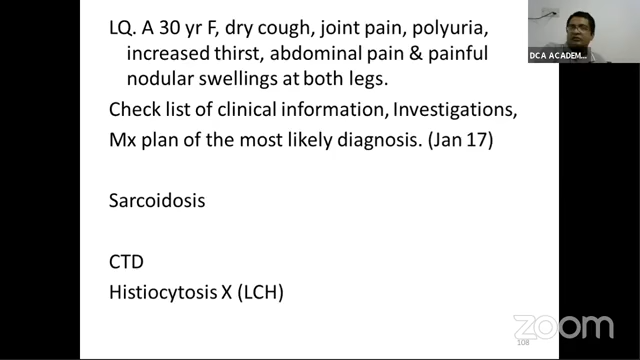 LQ. A 30 yr F, dry cough, joint pain, polyuria,
increased thirst, abdominal pain & painful
nodular swellings at both legs.
Check list of clinical information, Investigations,
Mx plan of the most likely diagnosis. (Jan 17)
Sarcoidosis
CTD
Histiocytosis X (LCH)
DCA ACADEM...
zoom
108